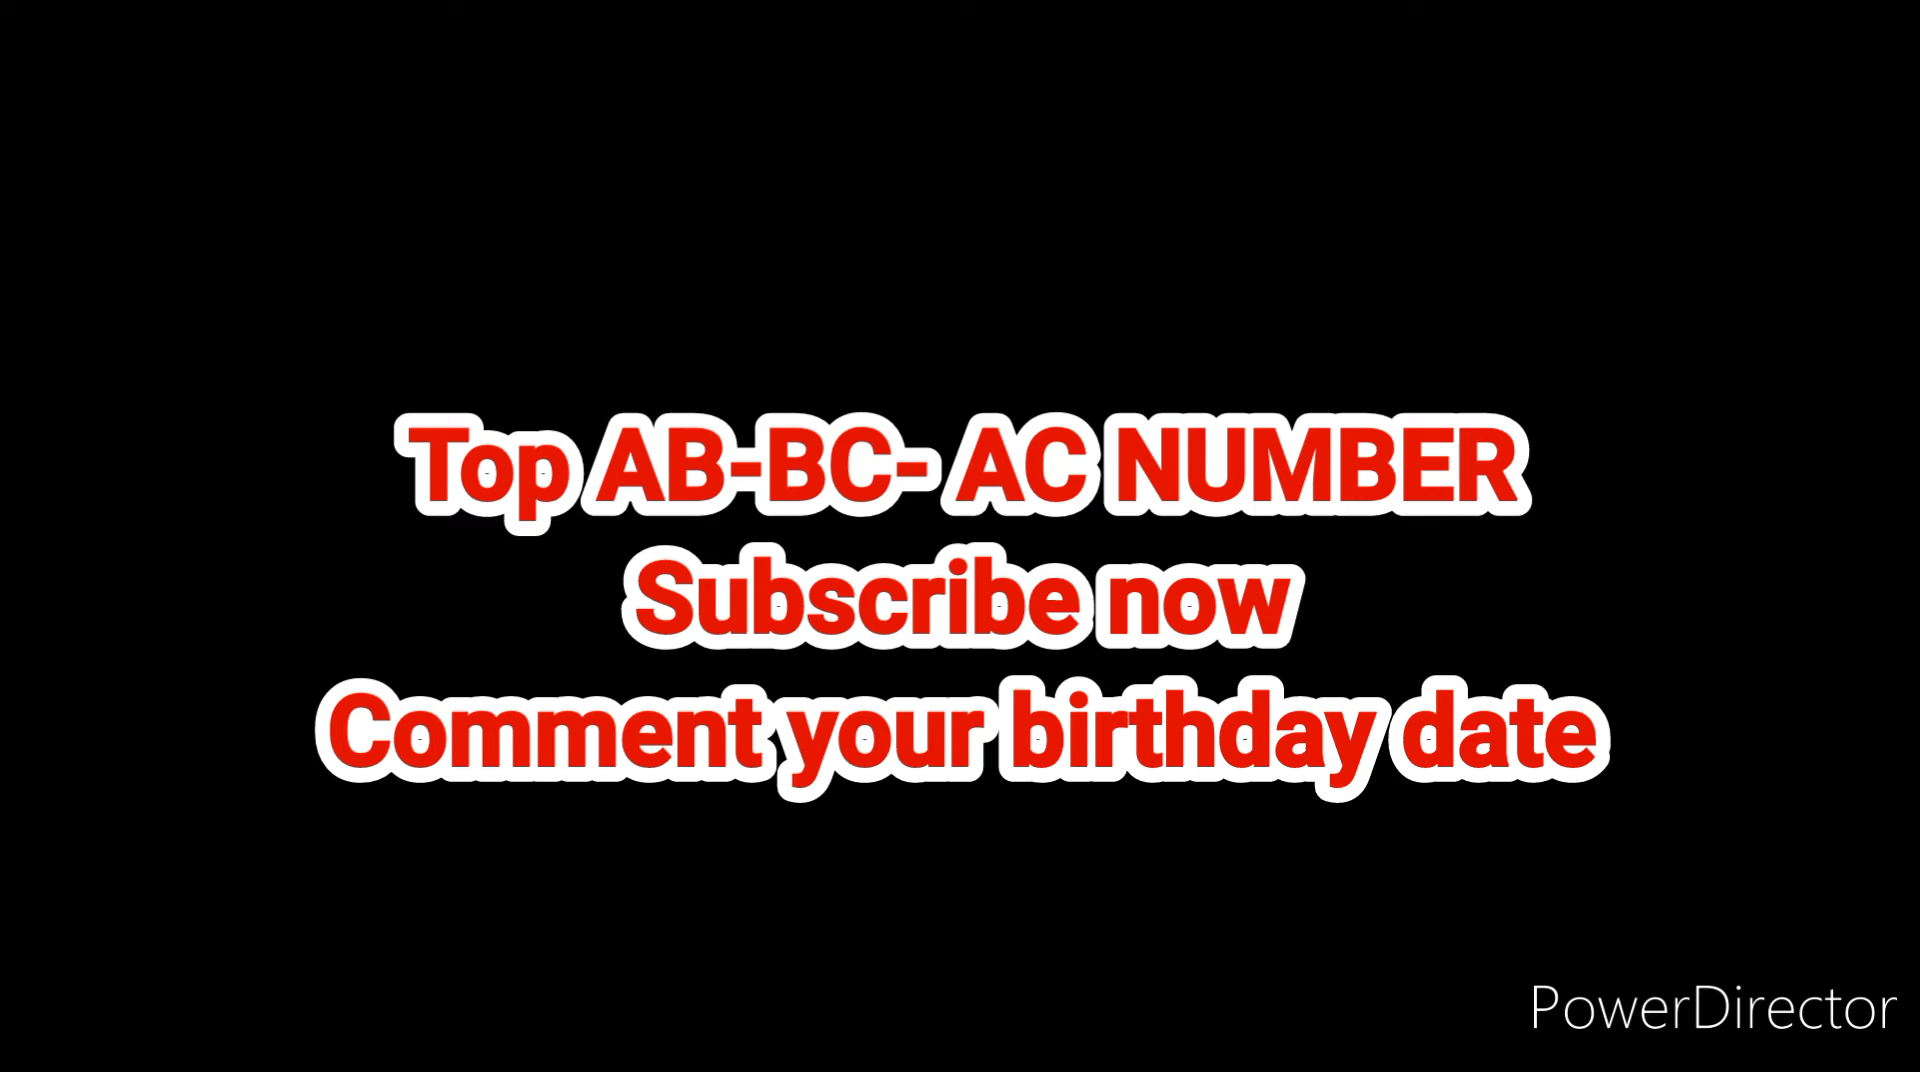 Top AB-BC- AC NUMBER
Subscribe now
Comment your birthday date
PowerDirector